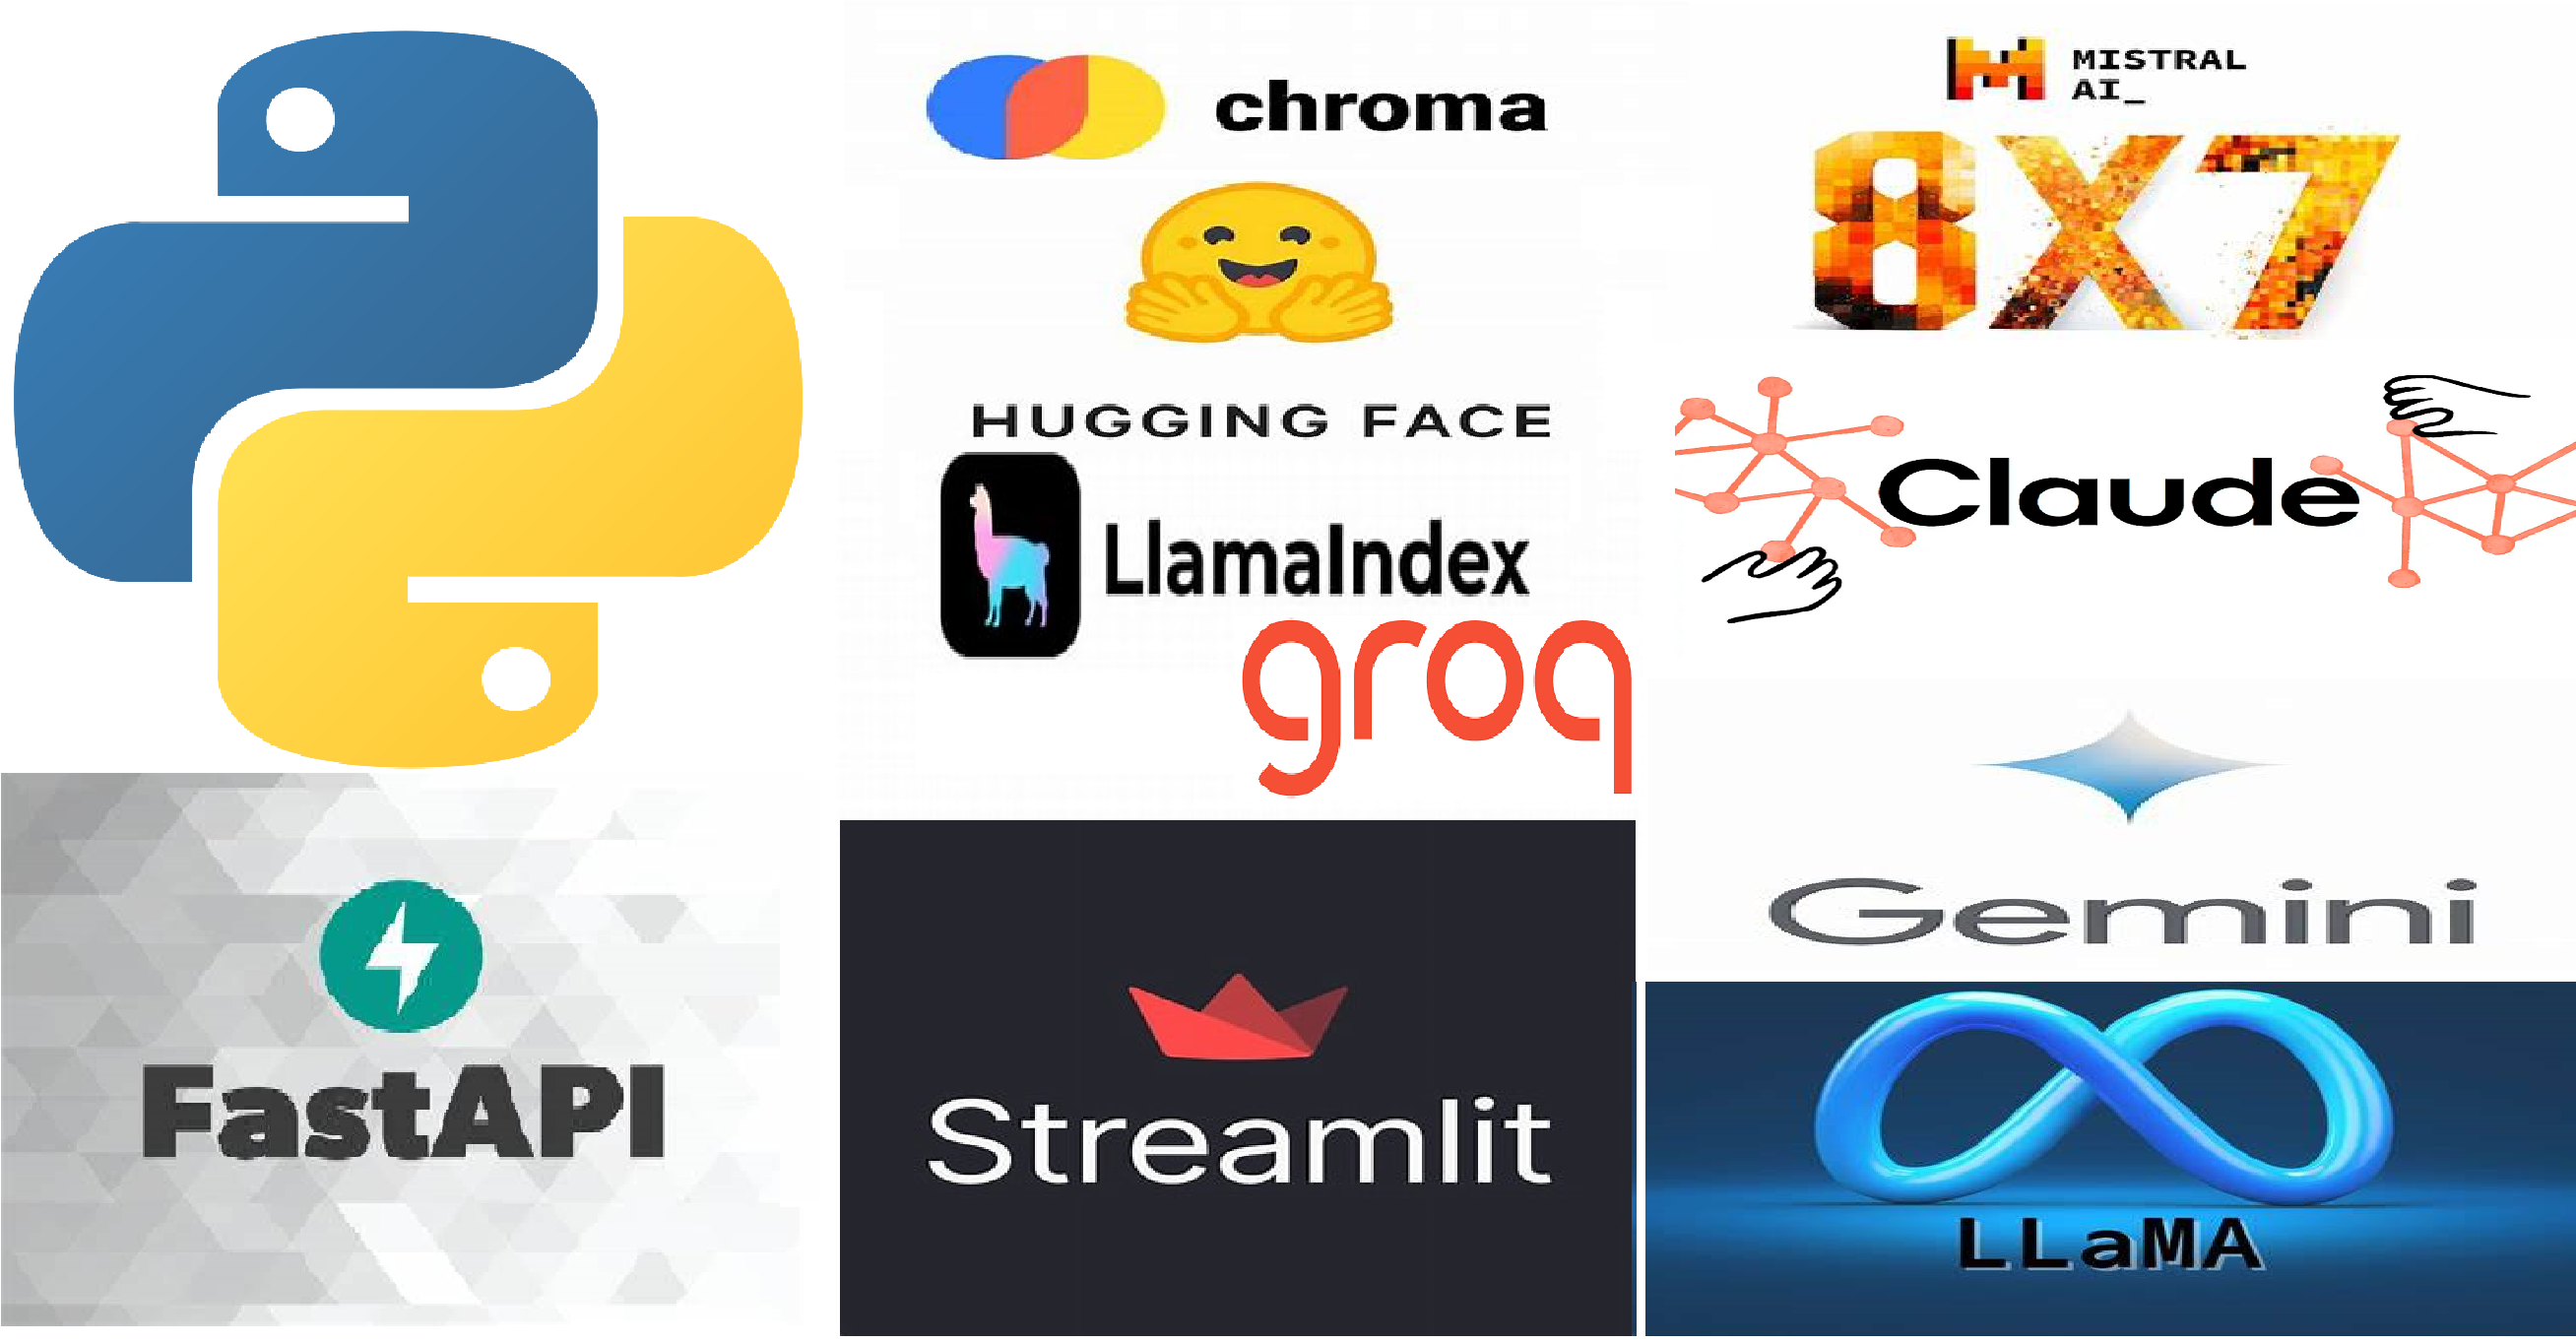 chroma
HUGGING FACE
LlamaIndex
groq
MISTRAL
AI_
8X7
Claude
Gemini
FastAPI
Streamlit
LLaMA